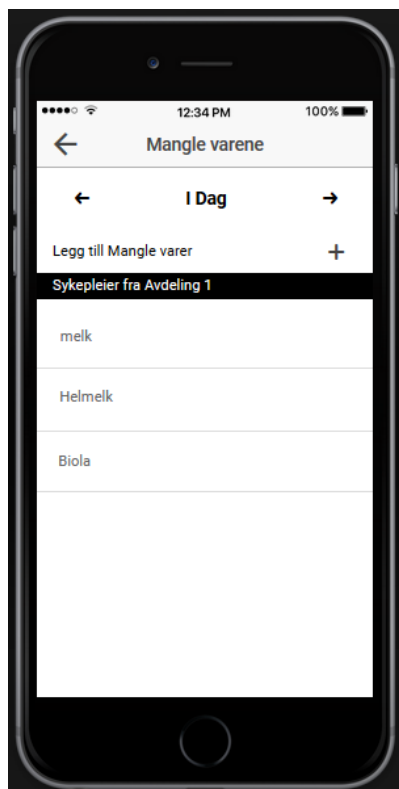 12:34 PM 100%
Mangle varene
I Dag
Legg till Mangle varer
Sykepleier fra Avdeling 1
melk
Helmelk
Biola